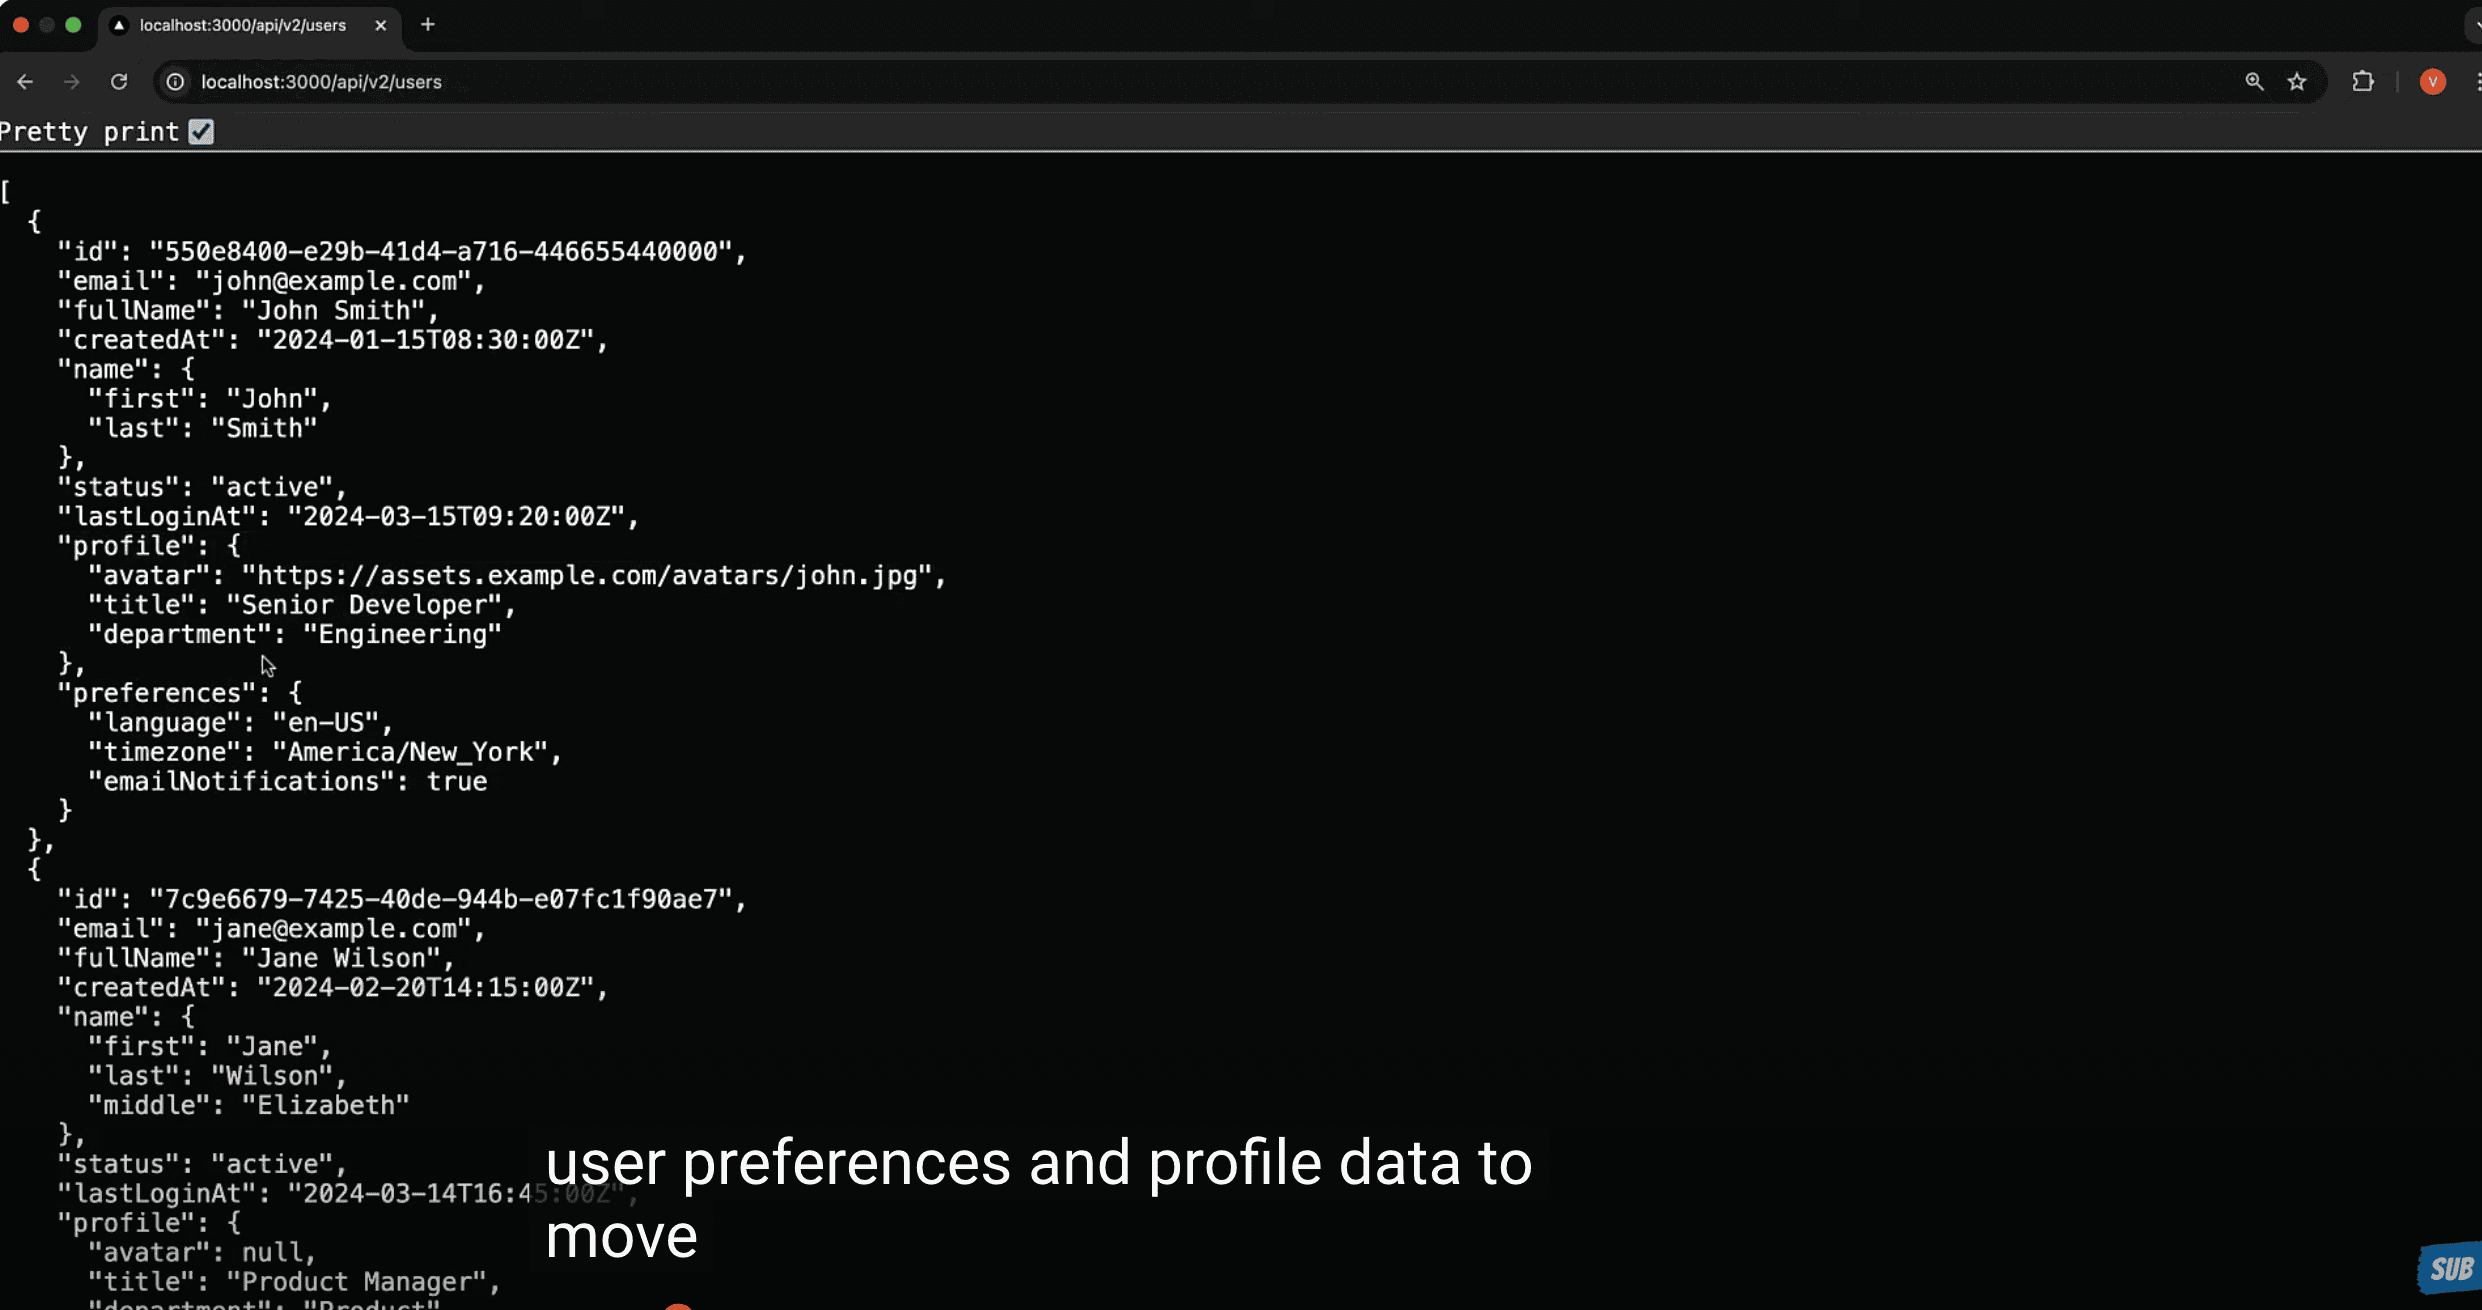 localhost:3000/api/v2/users
localhost:3000/api/v2/users
V
Pretty print
[
  {
    "id": "550e8400-e29b-41d4-a716-446655440000",
    "email": "john@example.com",
    "fullName": "John Smith",
    "createdAt": "2024-01-15T08:30:00Z",
    "name": {
      "first": "John",
      "last": "Smith"
    },
    "status": "active",
    "lastLoginAt": "2024-03-15T09:20:00Z",
    "profile": {
      "avatar": "https://assets.example.com/avatars/john.jpg",
      "title": "Senior Developer",
      "department": "Engineering"
    },
    "preferences": {
      "language": "en-US",
      "timezone": "America/New_York",
      "emailNotifications": true
    }
  },
  {
    "id": "7c9e6679-7425-40de-944b-e07fc1f90ae7",
    "email": "jane@example.com",
    "fullName": "Jane Wilson",
    "createdAt": "2024-02-20T14:15:00Z",
    "name": {
      "first": "Jane",
      "last": "Wilson",
      "middle": "Elizabeth"
    },
    "status": "active",
    "lastLoginAt": "2024-03-14T16:45:00Z",
    "profile": {
      "avatar": null,
      "title": "Product Manager",
      "department": "Product"
user preferences and profile data to
move
SUB